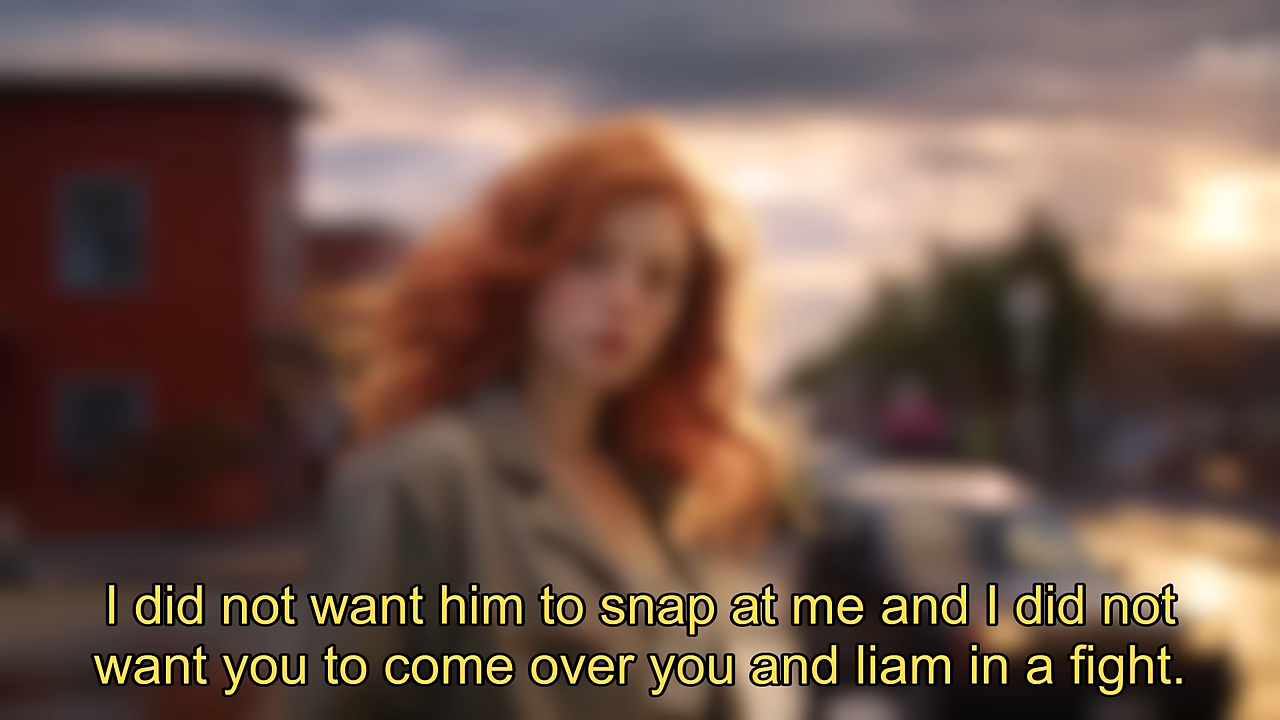 I did not want him to snap at me and I did not
want you to come over you and liam in a fight.